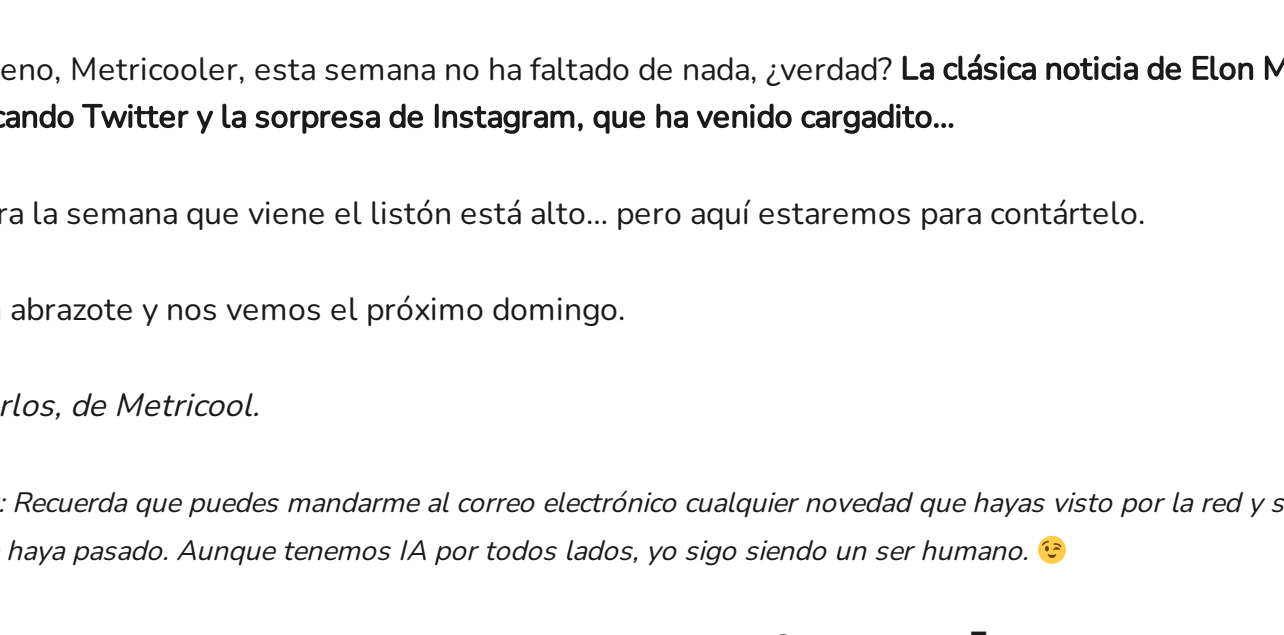 eno, Metricooler, esta semana no ha faltado de nada, ¿verdad? La clásica noticia de Elon M
cando Twitter y la sorpresa de Instagram, que ha venido cargadito...
ra la semana que viene el listón está alto... pero aquí estaremos para contártelo.
abrazote y nos vemos el próximo domingo.
rlos, de Metricool.
: Recuerda que puedes mandarme al correo electrónico cualquier novedad que hayas visto por la red y s
haya pasado. Aunque tenemos IA por todos lados, yo sigo siendo un ser humano. 😉